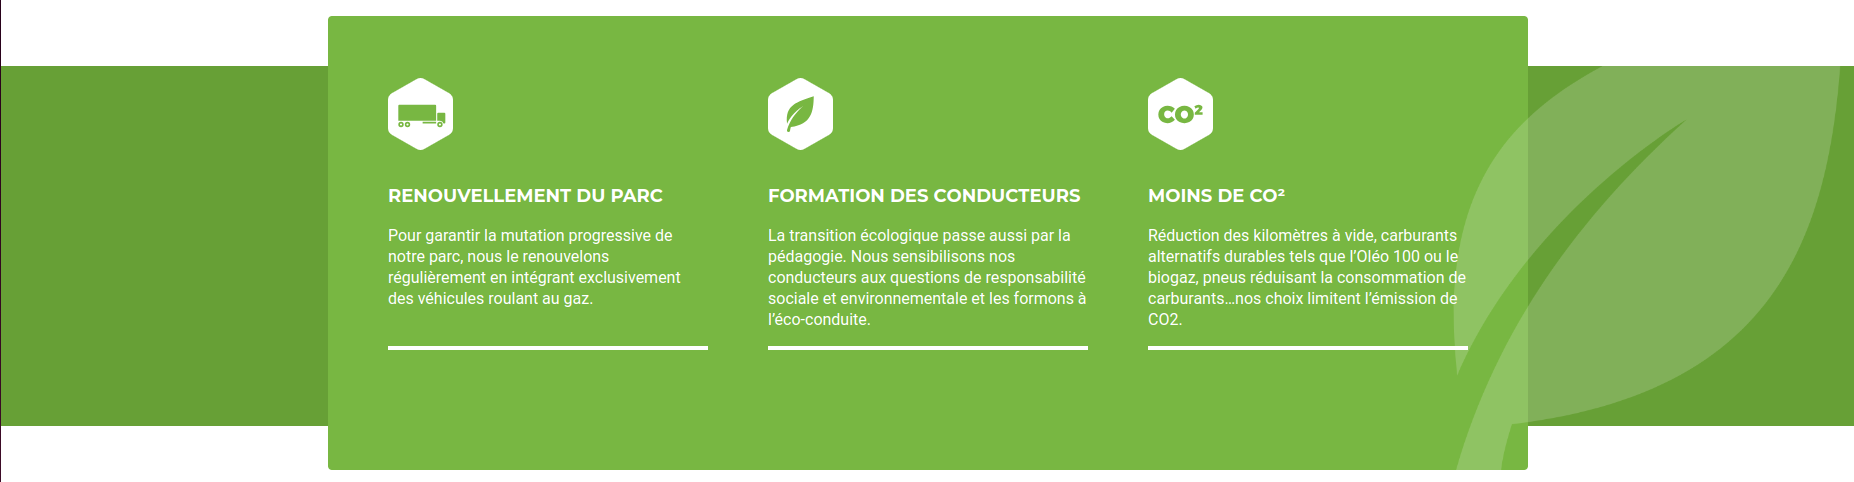 CO²
RENOUVELLEMENT DU PARC
Pour garantir la mutation progressive de
notre parc, nous le renouvelons
régulièrement en intégrant exclusivement
des véhicules roulant au gaz.
FORMATION DES CONDUCTEURS
La transition écologique passe aussi par la
pédagogie. Nous sensibilisons nos
conducteurs aux questions de responsabilité
sociale et environnementale et les formons à
l’éco-conduite.
MOINS DE CO²
Réduction des kilomètres à vide, carburants
alternatifs durables tels que l’Oléo 100 ou le
biogaz, pneus réduisant la consommation de
carburants…nos choix limitent l’émission de
CO2.